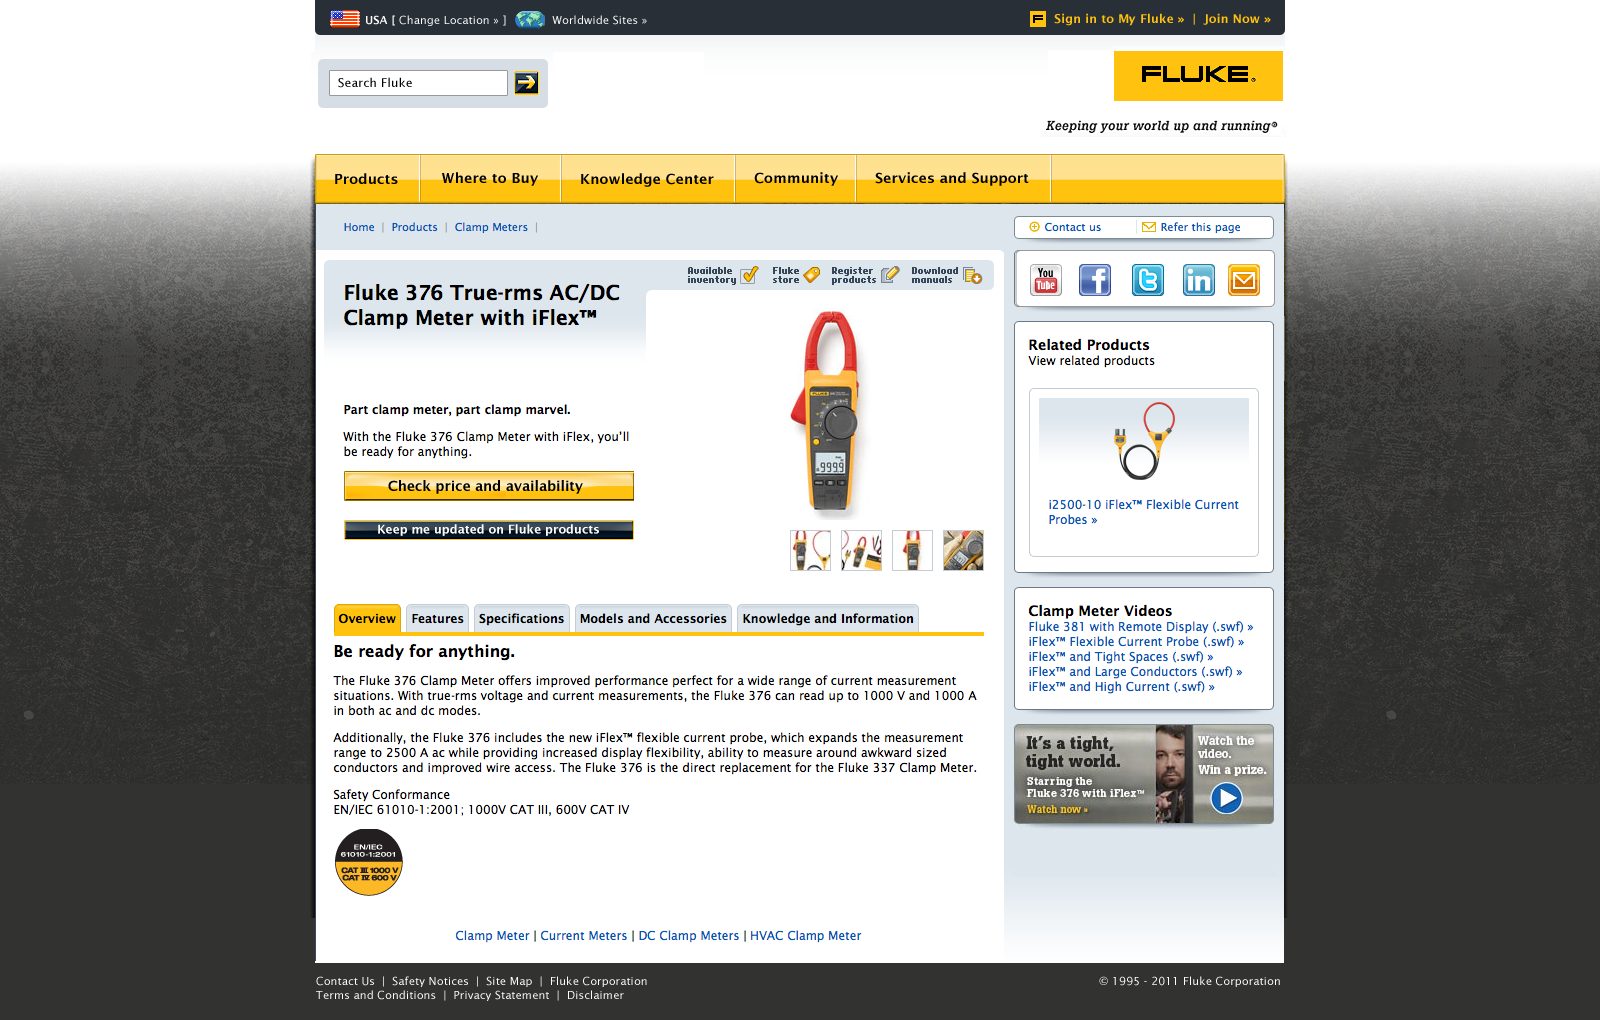 USA [ Change Location » ] Worldwide Sites »
Sign in to My Fluke » | Join Now »
Search Fluke
FLUKE®
Keeping your world up and running®
Products
Where to Buy
Knowledge Center
Community
Services and Support
Home | Products | Clamp Meters |
Contact us
Refer this page
Available inventory
Fluke store
Register products
Download manuals
You Tube
Fluke 376 True-rms AC/DC
Clamp Meter with iFlex™
Part clamp meter, part clamp marvel.
With the Fluke 376 Clamp Meter with iFlex, you'll
be ready for anything.
Check price and availability
Keep me updated on Fluke products
FLUKE
999.9
Related Products
View related products
i2500-10 iFlex™ Flexible Current
Probes »
Overview
Features
Specifications
Models and Accessories
Knowledge and Information
Be ready for anything.
The Fluke 376 Clamp Meter offers improved performance perfect for a wide range of current measurement
situations. With true-rms voltage and current measurements, the Fluke 376 can read up to 1000 V and 1000 A
in both ac and dc modes.
Additionally, the Fluke 376 includes the new iFlex™ flexible current probe, which expands the measurement
range to 2500 A ac while providing increased display flexibility, ability to measure around awkward sized
conductors and improved wire access. The Fluke 376 is the direct replacement for the Fluke 337 Clamp Meter.
Safety Conformance
EN/IEC 61010-1:2001; 1000V CAT III, 600V CAT IV
EN/IEC
61010-1:2001
CAT III 1000 V
CAT IV 600 V
Clamp Meter Videos
Fluke 381 with Remote Display (.swf) »
iFlex™ Flexible Current Probe (.swf) »
iFlex™ and Tight Spaces (.swf) »
iFlex™ and Large Conductors (.swf) »
iFlex™ and High Current (.swf) »
It's a tight,
tight world.
Starring the
Fluke 376 with iFlex™
Watch now »
Watch the
video.
Win a prize.
Clamp Meter | Current Meters | DC Clamp Meters | HVAC Clamp Meter
Contact Us | Safety Notices | Site Map | Fluke Corporation
Terms and Conditions | Privacy Statement | Disclaimer
© 1995 - 2011 Fluke Corporation